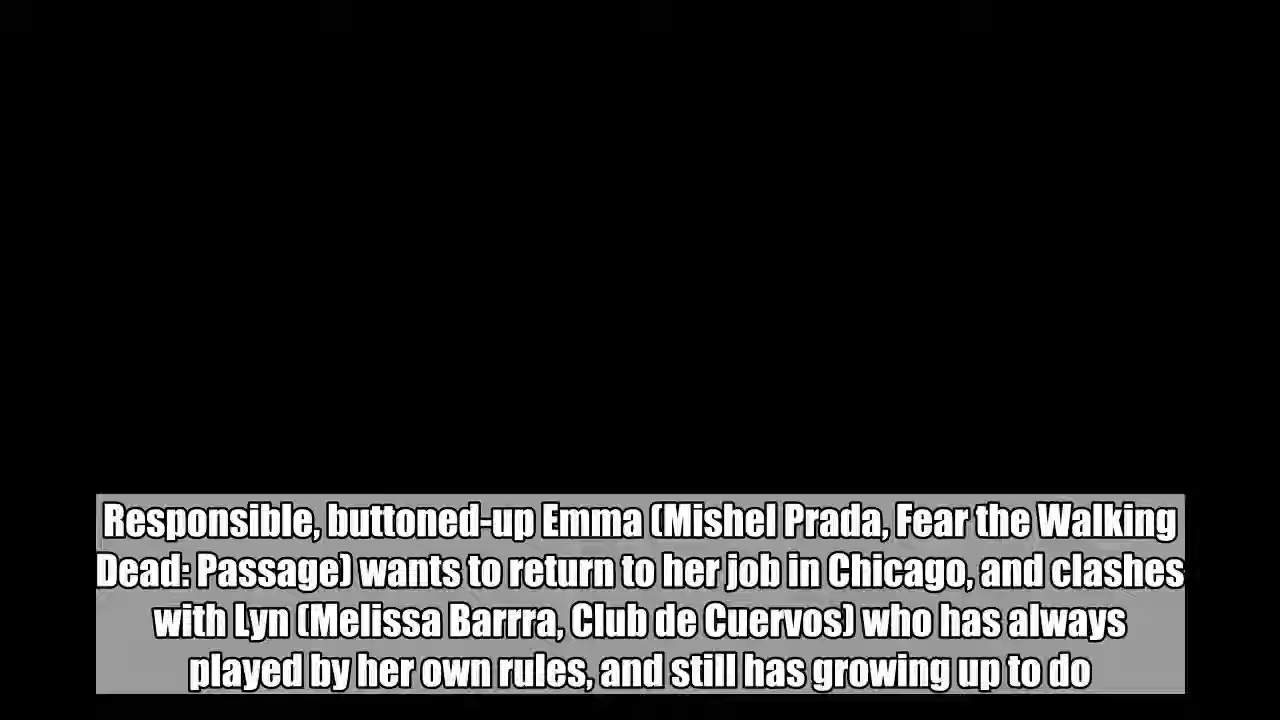 Responsible, buttoned-up Emma (Mishel Prada, Fear the Walking
Dead: Passage) wants to return to her job in Chicago, and clashes
with Lyn (Melissa Barrra, Club de Cuervos) who has always
played by her own rules, and still has growing up to do